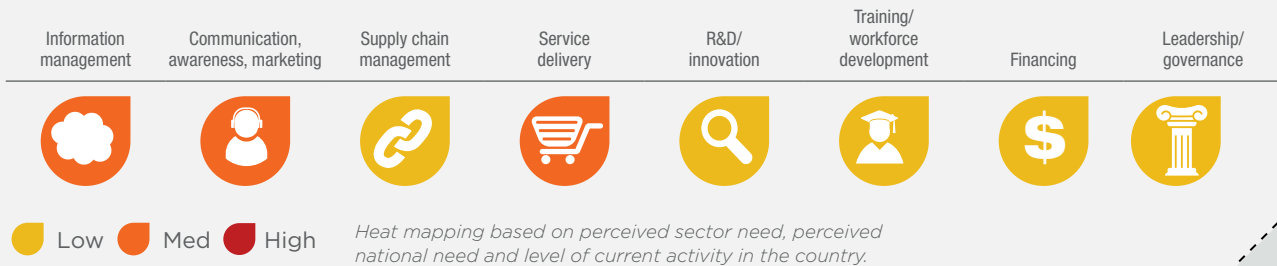 Information
management
Communication,
awareness, marketing
Supply chain
management
Service
delivery
R&D/
innovation
Training/
workforce
development
Financing
Leadership/
governance
$
Low Med High
Heat mapping based on perceived sector need, perceived
national need and level of current activity in the country.